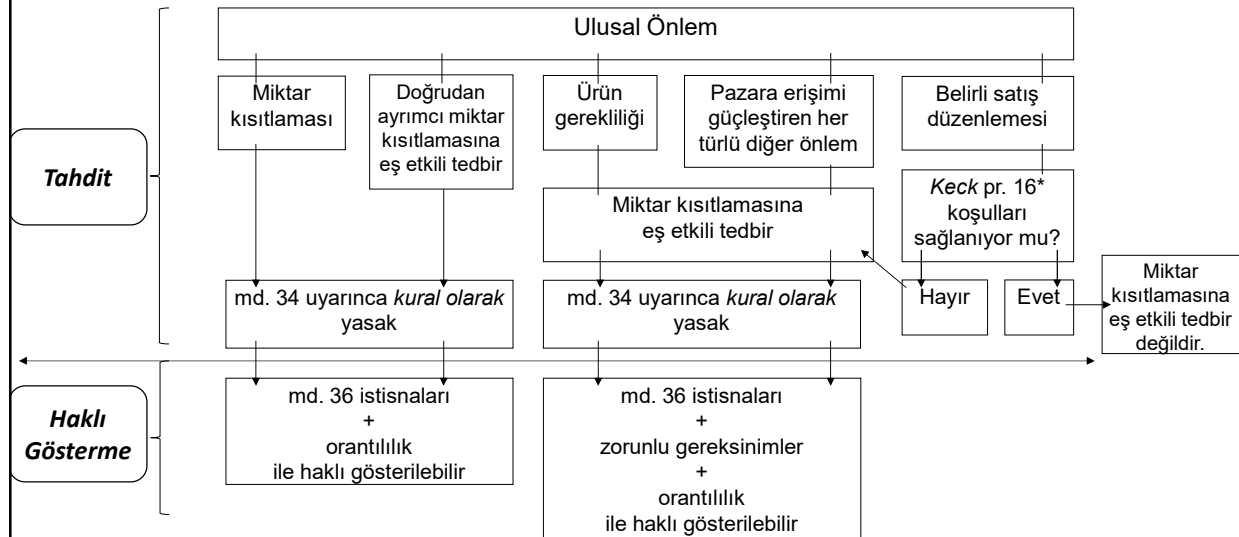 Ulusal Önlem
Miktar
kısıtlaması
Doğrudan
ayrımcı miktar
kısıtlamasına
eş etkili tedbir
Ürün
gerekliliği
Pazara erişimi
güçleştiren her
türlü diğer önlem
Belirli satış
düzenlemesi
Tahdit
Miktar kısıtlamasına
eş etkili tedbir
Keck pr. 16*
koşulları
sağlanıyor mu?
md. 34 uyarınca kural olarak
yasak
md. 34 uyarınca kural olarak
yasak
Hayır
Evet
Miktar
kısıtlamasına
eş etkili tedbir
değildir.
Haklı
Gösterme
md. 36 istisnaları
+
orantılılık
ile haklı gösterilebilir
md. 36 istisnaları
+
zorunlu gereksinimler
+
orantılılık
ile haklı gösterilebilir